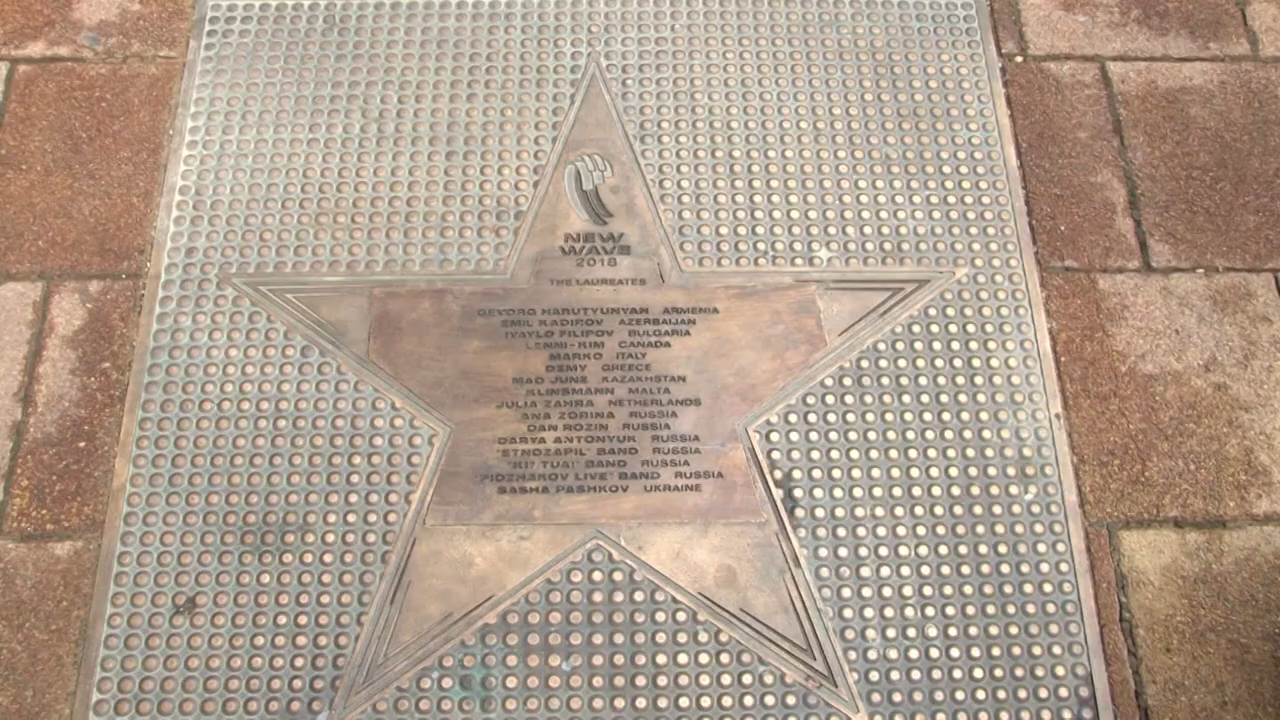 NEW
WAVE
2018
THE LAUREATES
GEVORG HARUTYUNYAN ARMENIA
EMIL KADIROV AZERBAIJAN
IVAYLO FILIPOV BULGARIA
LENNI-KIM CANADA
MARKO ITALY
DEMY GREECE
MAD JUNE KAZAKHSTAN
KLINSMANN MALTA
JULIA ZAHRA NETHERLANDS
ANA ZORINA RUSSIA
DAN ROZIN RUSSIA
DARYA ANTONYUK RUSSIA
"ETNOZAPIL" BAND RUSSIA
"KI? TUA!" BAND RUSSIA
"PIDZHAKOV LIVE" BAND RUSSIA
SASHA PASHKOV UKRAINE